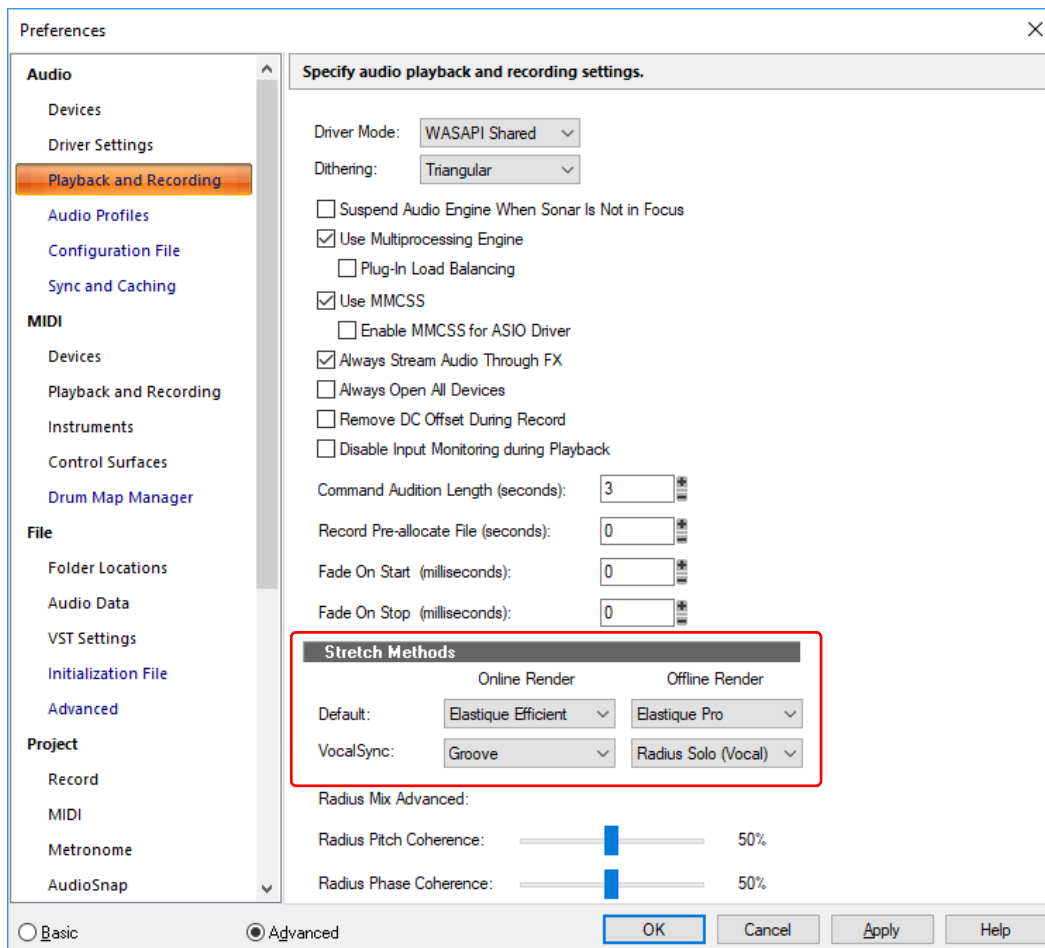 Preferences
Audio
Devices
Driver Settings
Playback and Recording
Audio Profiles
Configuration File
Sync and Caching
MIDI
Devices
Playback and Recording
Instruments
Control Surfaces
Drum Map Manager
File
Folder Locations
Audio Data
VST Settings
Initialization File
Advanced
Project
Record
MIDI
Metronome
AudioSnap
Specify audio playback and recording settings.
Driver Mode: WASAPI Shared
Dithering: Triangular
Suspend Audio Engine When Sonar Is Not in Focus
Use Multiprocessing Engine
Plug-In Load Balancing
Use MMCSS
Enable MMCSS for ASIO Driver
Always Stream Audio Through FX
Always Open All Devices
Remove DC Offset During Record
Disable Input Monitoring during Playback
Command Audition Length (seconds): 3
Record Pre-allocate File (seconds): 0
Fade On Start (milliseconds): 0
Fade On Stop (milliseconds): 0
Stretch Methods
Online Render Offline Render
Default: Elastique Efficient Elastique Pro
VocalSync: Groove Radius Solo (Vocal)
Radius Mix Advanced:
Radius Pitch Coherence: 50%
Radius Phase Coherence: 50%
Basic Advanced OK Cancel Apply Help